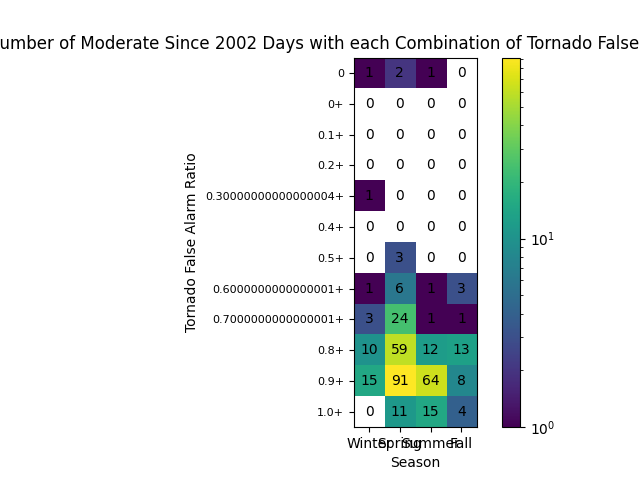 umber of Moderate Since 2002 Days with each Combination of Tornado False
Tornado False Alarm Ratio
0 1 2 1 0
0+ 0 0 0 0
0.1+ 0 0 0 0
0.2+ 0 0 0 0
0.30000000000000004+ 1 0 0 0
0.4+ 0 0 0 0
0.5+ 0 3 0 0
0.6000000000000001+ 1 6 1 3
0.7000000000000001+ 3 24 1 1
0.8+ 10 59 12 13
0.9+ 15 91 64 8
1.0+ 0 11 15 4
Winter Spring Summer Fall
Season
10^1
10^0